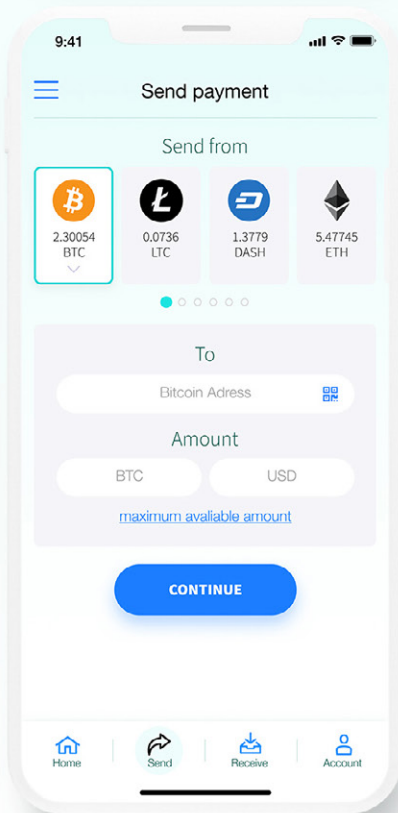 9:41
Send payment
Send from
2.30054
BTC
0.0736
LTC
1.3779
DASH
5.47745
ETH
To
Bitcoin Adress
Amount
BTC
USD
maximum avaliable amount
CONTINUE
Home
Send
Receive
Account